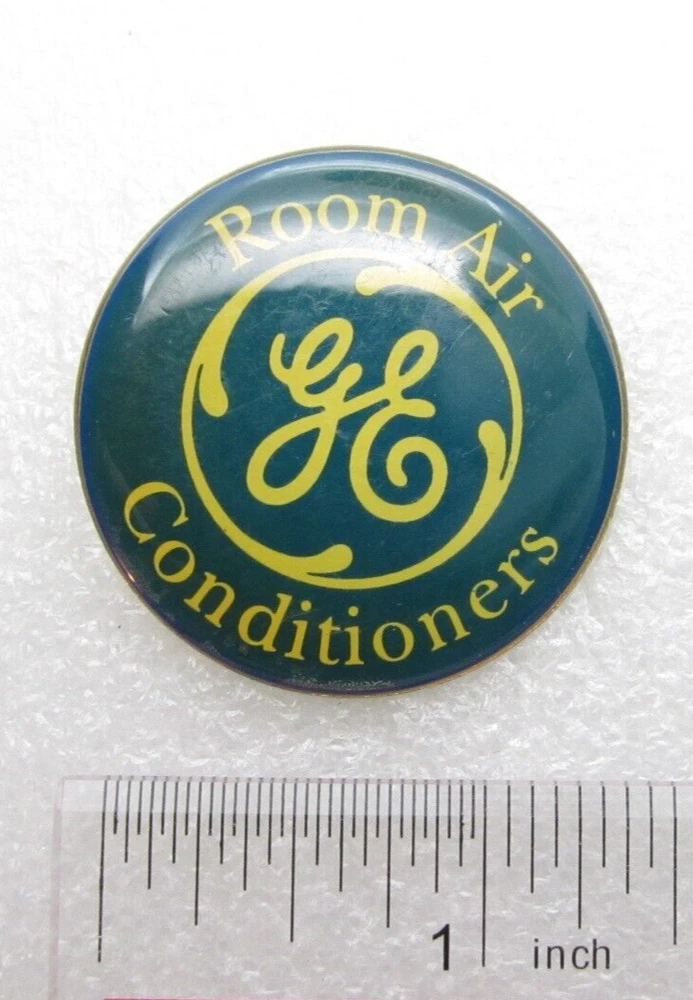 Room Air
GE
Conditioners
1 inch